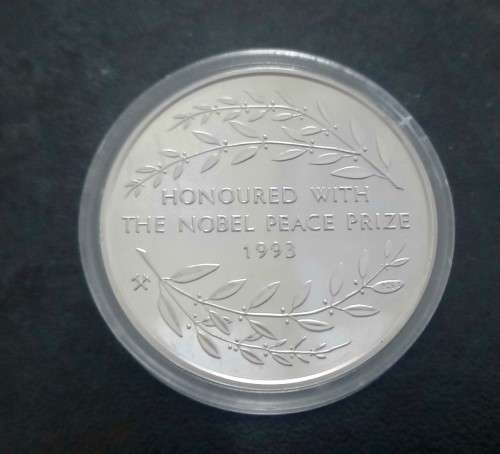 HONOURED WITH
THE NOBEL PEACE PRIZE
1993